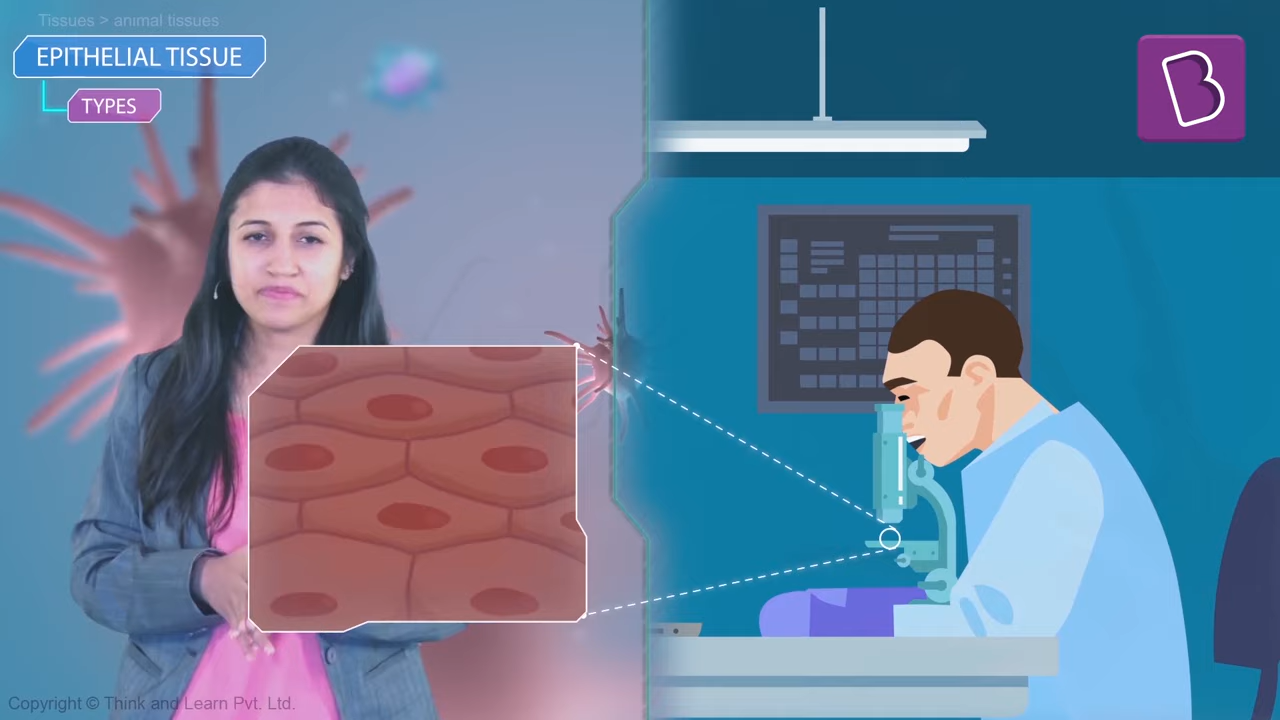 Tissues > animal tissues
EPITHELIAL TISSUE
TYPES
B
Copyright © Think and Learn Pvt. Ltd.